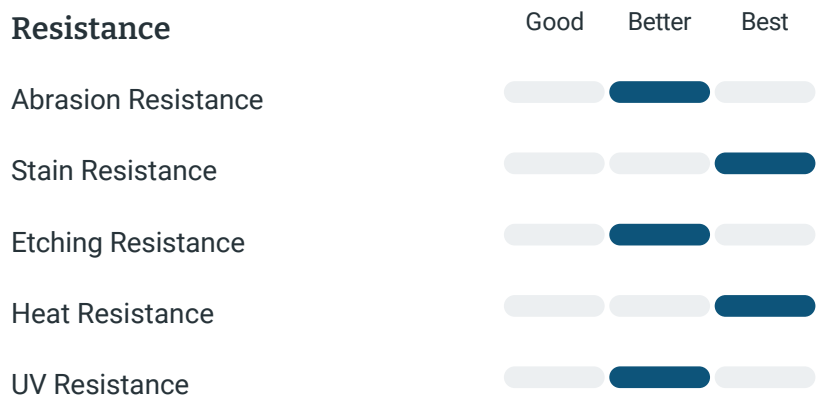 Resistance Good Better Best
Abrasion Resistance
Stain Resistance
Etching Resistance
Heat Resistance
UV Resistance